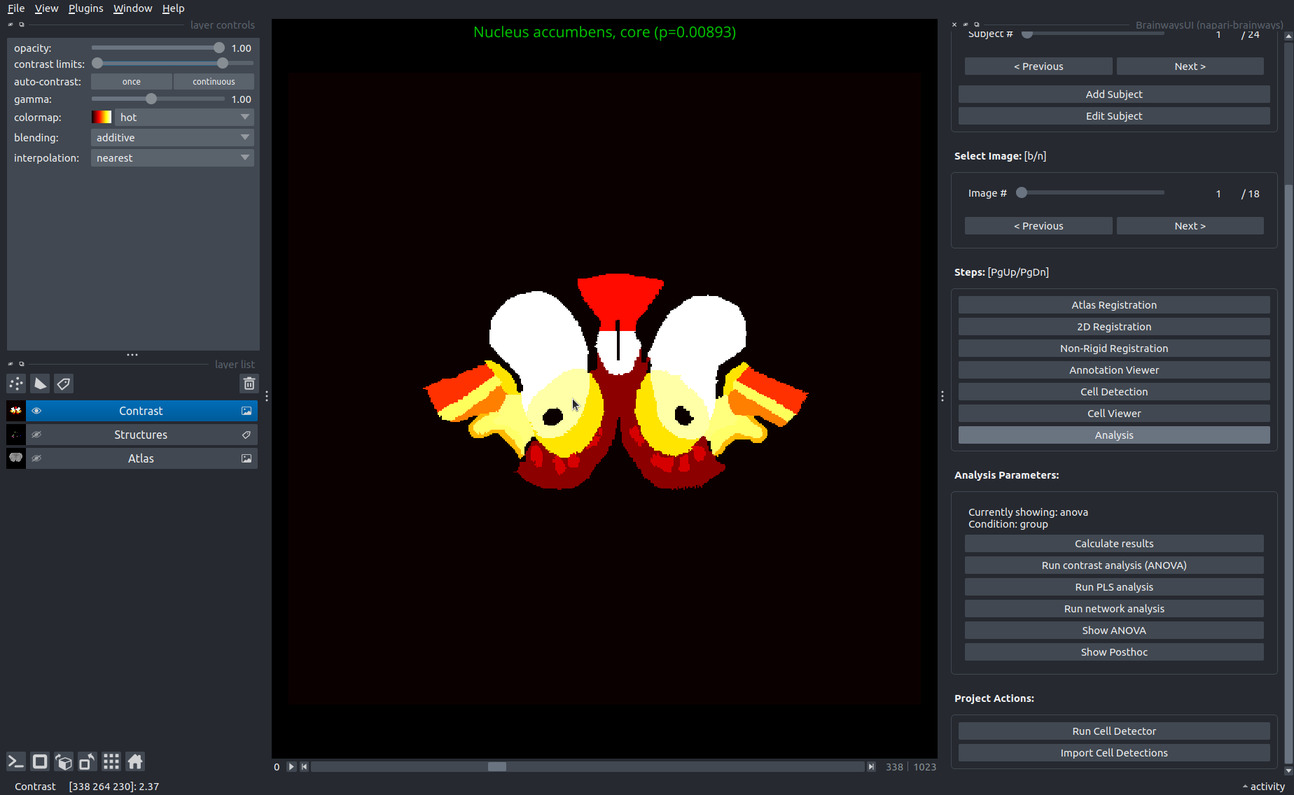 File View Plugins Window Help
layer controls
opacity: 1.00
contrast limits:
auto-contrast: once continuous
gamma: 1.00
colormap: hot
blending: additive
interpolation: nearest
layer list
Contrast
Structures
Atlas
Nucleus accumbens, core (p=0.00893)
0 338 | 1023
BrainwaysUI (napari-brainways)
Subject # 1 / 24
< Previous Next >
Add Subject
Edit Subject
Select Image: [b/n]
Image # 1 / 18
< Previous Next >
Steps: [PgUp/PgDn]
Atlas Registration
2D Registration
Non-Rigid Registration
Annotation Viewer
Cell Detection
Cell Viewer
Analysis
Analysis Parameters:
Currently showing: anova
Condition: group
Calculate results
Run contrast analysis (ANOVA)
Run PLS analysis
Run network analysis
Show ANOVA
Show Posthoc
Project Actions:
Run Cell Detector
Import Cell Detections
Contrast [338 264 230]: 2.37
activity